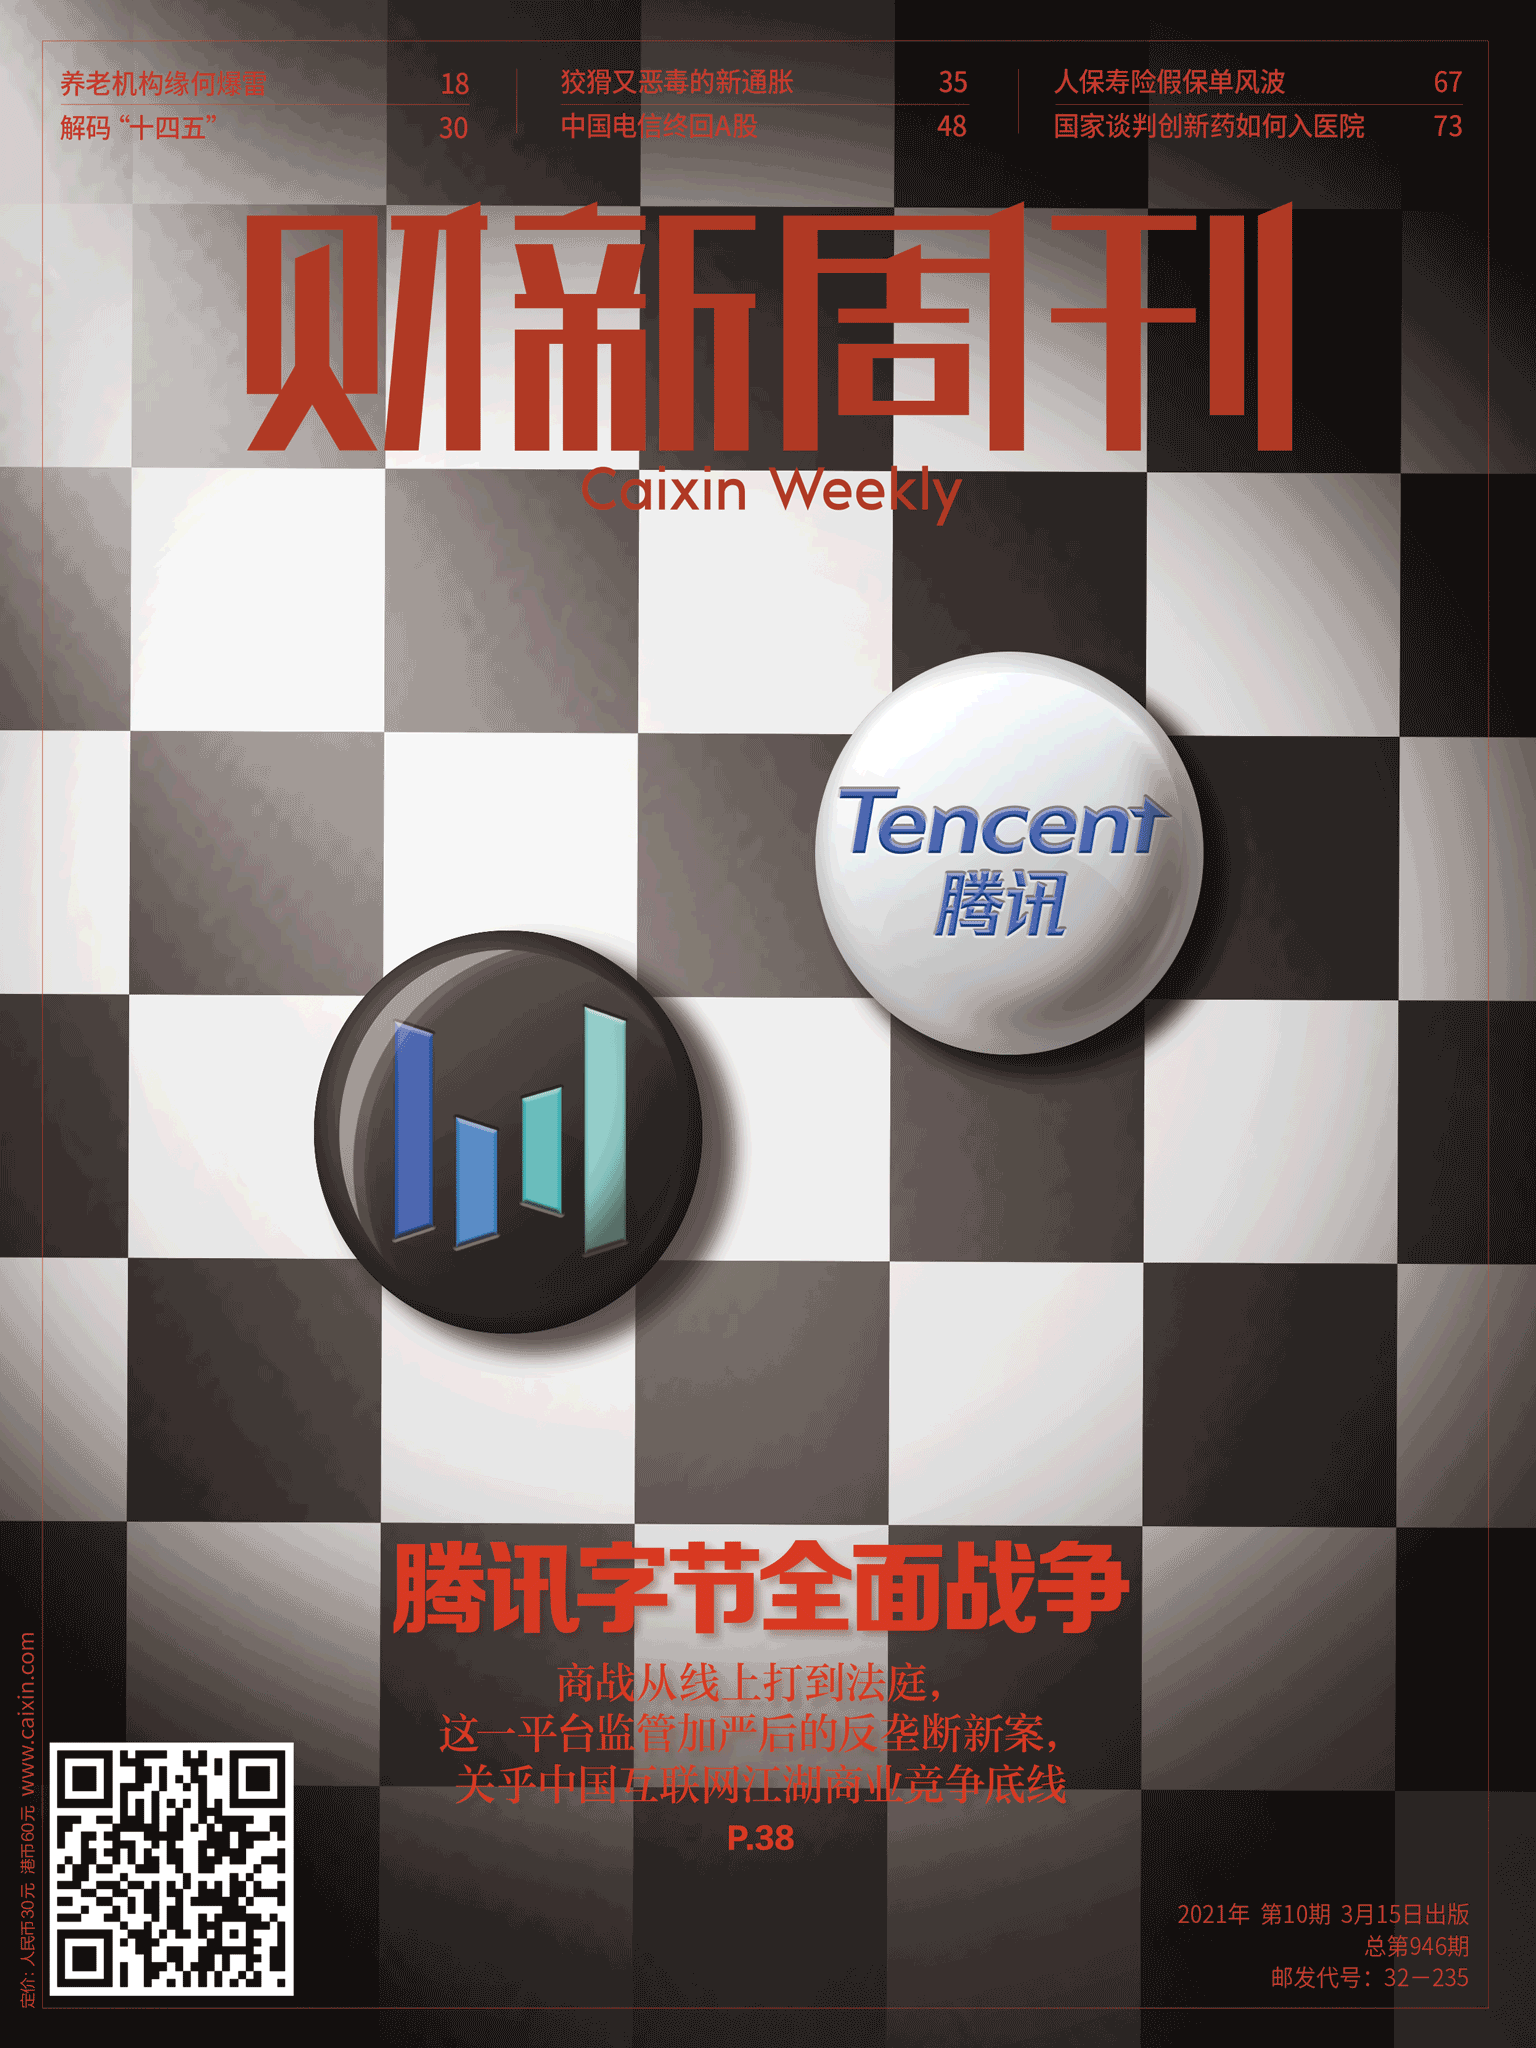 养老机构缘何爆雷 18
解码“十四五” 30
狡猾又恶毒的新通胀 35
中国电信终回A股 48
人保寿险假保单风波 67
国家谈判创新药如何入医院 73
财新周刊
Caixin Weekly
Tencent
腾讯
腾讯字节全面战争
商战从线上打到法庭，
这一平台监管加严后的反垄断新案，
关乎中国互联网江湖商业竞争底线
P.38
定价：人民币30元 港币60元 www.caixin.com
2021年 第10期 3月15日出版
总第946期
邮发代号：32－235